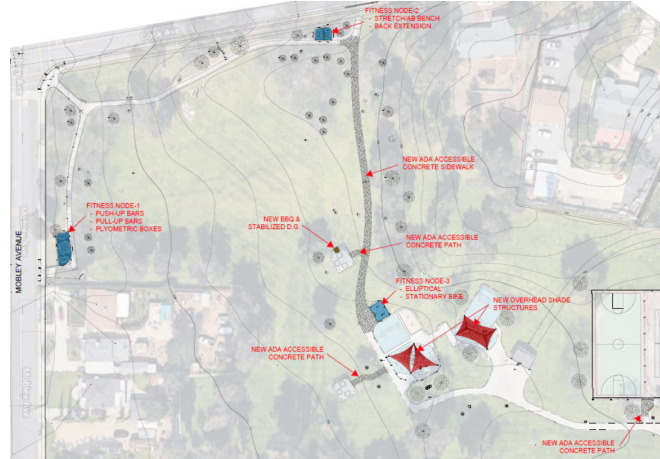 FITNESS NODE-2
- STRETCH/AB BENCH
- BACK EXTENSION
NEW ADA ACCESSIBLE
CONCRETE SIDEWALK
FITNESS NODE-1
- PUSH-UP BARS
- PULL-UP BARS
- PLYOMETRIC BOXES
NEW BBQ &
STABILIZED D.G.
NEW ADA ACCESSIBLE
CONCRETE PATH
MOBLEY AVENUE
FITNESS NODE-3
- ELLIPTICAL
- STATIONARY BIKE
NEW OVERHEAD SHADE
STRUCTURES
NEW ADA ACCESSIBLE
CONCRETE PATH
NEW ADA ACCESSIBLE
CONCRETE PATH